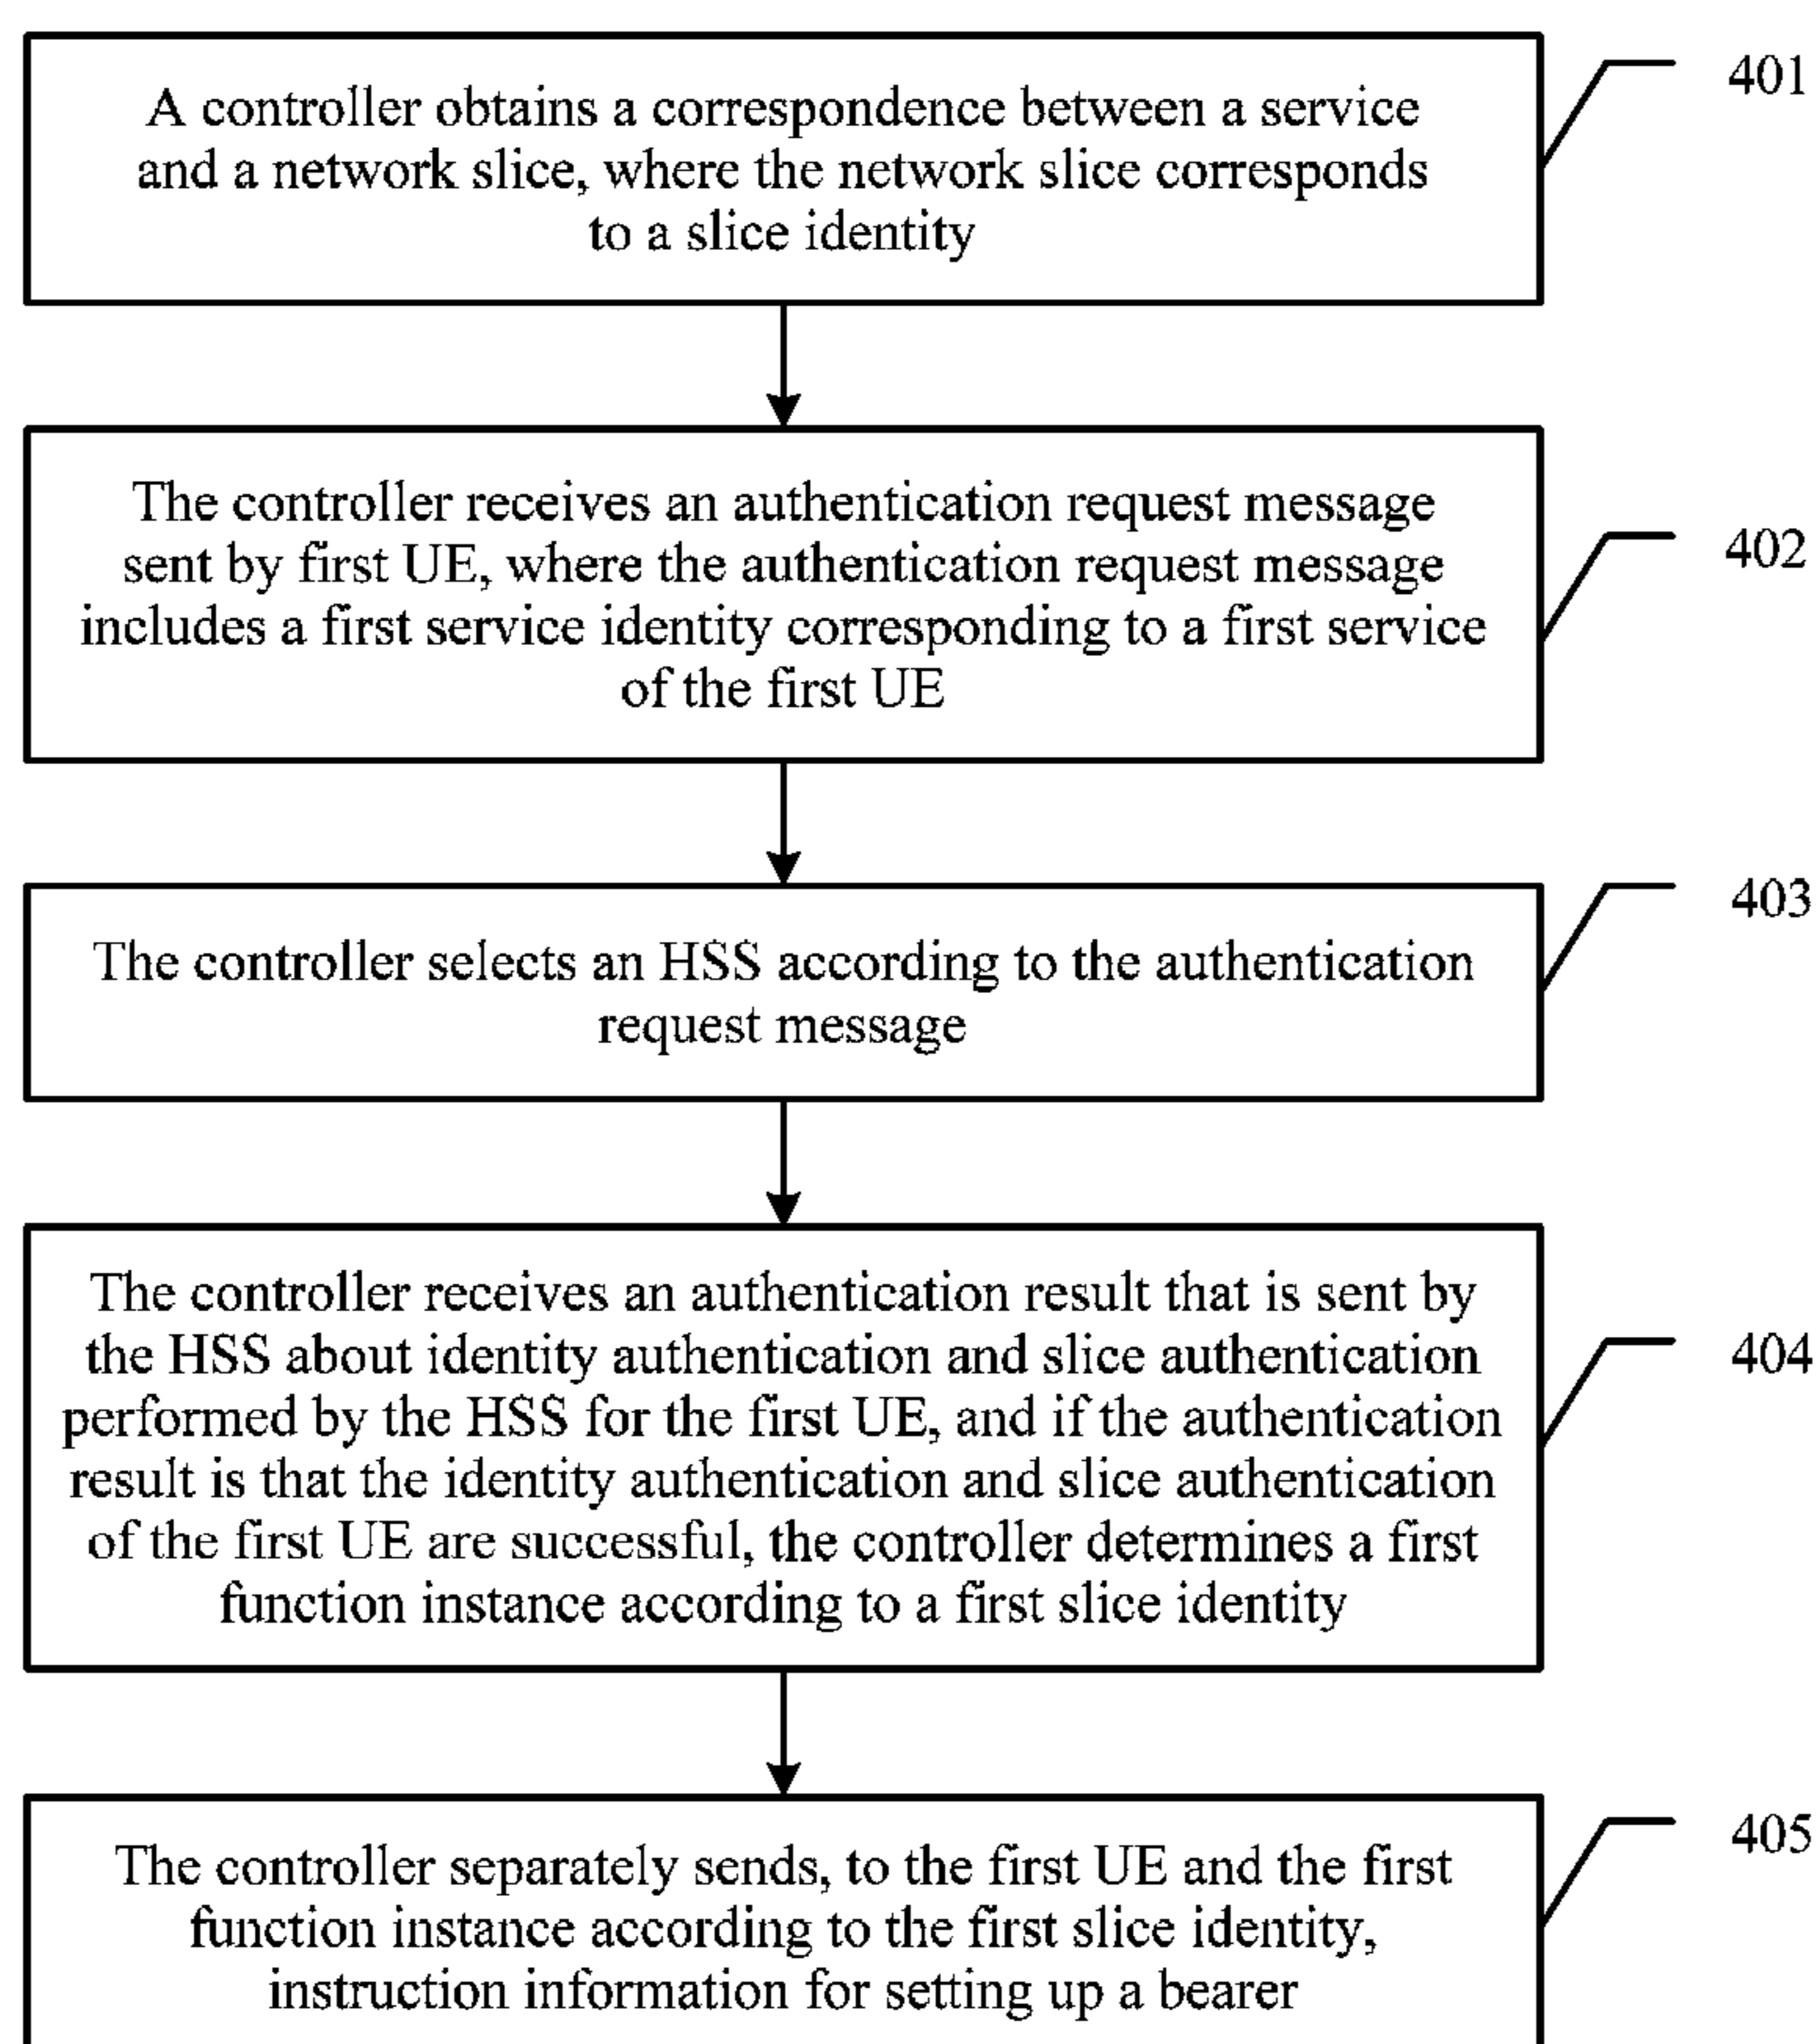 A controller obtains a correspondence between a service
and a network slice, where the network slice corresponds
to a slice identity
401
The controller receives an authentication request message
sent by first UE, where the authentication request message
includes a first service identity corresponding to a first service
of the first UE
402
The controller selects an HSS according to the authentication
request message
403
The controller receives an authentication result that is sent by
the HSS about identity authentication and slice authentication
performed by the HSS for the first UE, and if the authentication
result is that the identity authentication and slice authentication
of the first UE are successful, the controller determines a first
function instance according to a first slice identity
404
The controller separately sends, to the first UE and the first
function instance according to the first slice identity,
instruction information for setting up a bearer
405